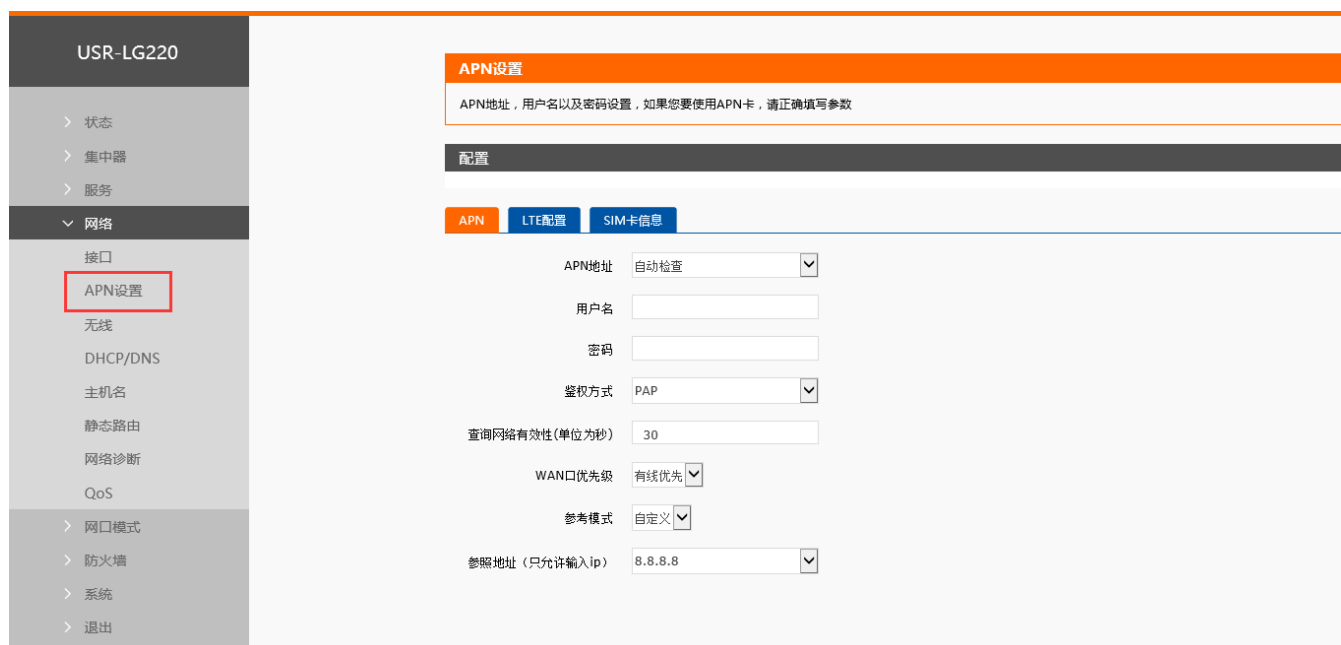 USR-LG220
状态
集中器
服务
网络
接口
APN设置
无线
DHCP/DNS
主机名
静态路由
网络诊断
QoS
网口模式
防火墙
系统
退出
APN设置
APN地址，用户名以及密码设置，如果您要使用APN卡，请正确填写参数
配置
APN LTE配置 SIM卡信息
APN地址 自动检查
用户名
密码
鉴权方式 PAP
查询网络有效性(单位为秒) 30
WAN口优先级 有线优先
参考模式 自定义
参照地址（只允许输入ip） 8.8.8.8